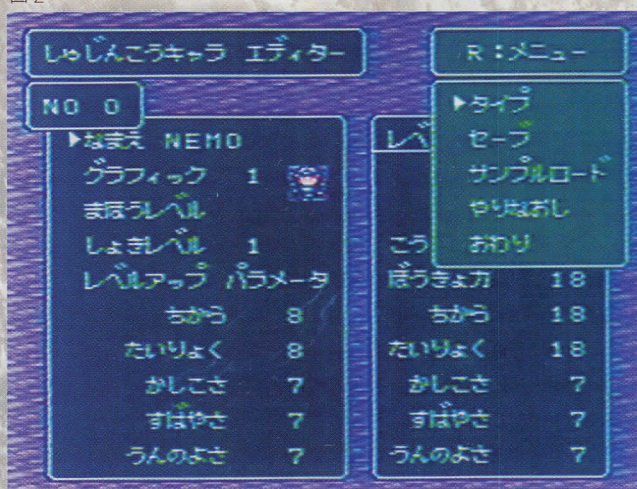 図2
しゅじんこうキャラ エディター
R:メニュー
NO 0
▶なまえ NEMO
グラフィック 1
まほうレベル
しょきレベル 1
レベルアップ パラメータ
ちから 8
たいりょく 8
かしこさ 7
すばやさ 7
うんのよさ 7
▶タイプ
セーブ
サンプルロード
やりなおし
おわり
レベ
こう
ぼうぎょ力 18
ちから 18
たいりょく 18
かしこさ 7
すばやさ 7
うんのよさ 7